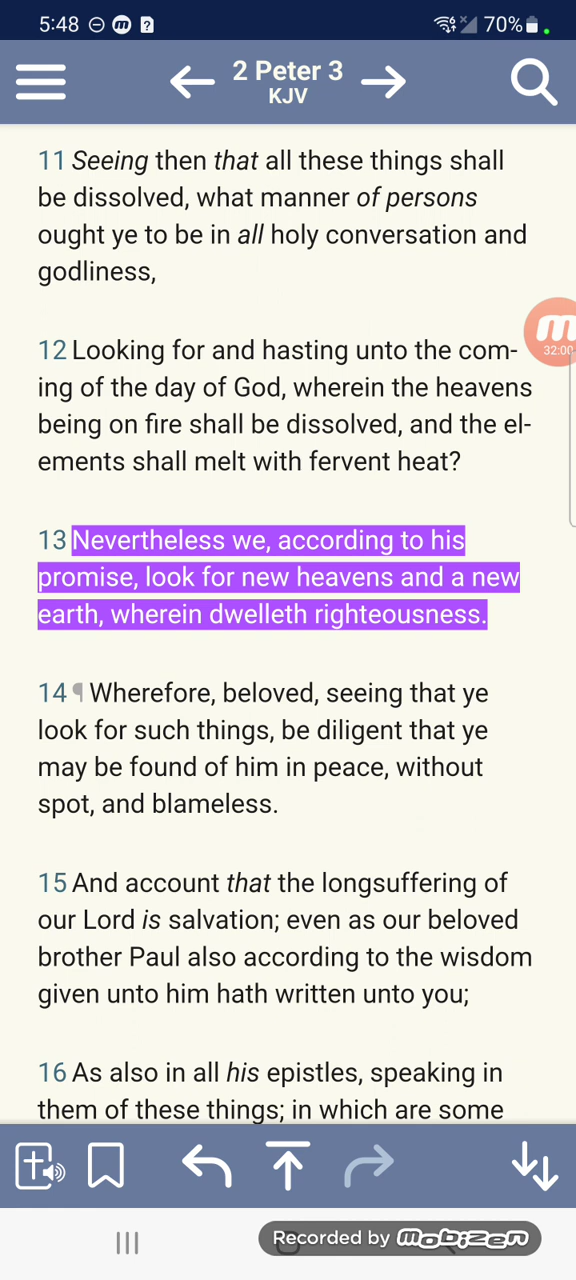 5:48
70%
2 Peter 3
KJV
11 Seeing then that all these things shall
be dissolved, what manner of persons
ought ye to be in all holy conversation and
godliness,
12 Looking for and hasting unto the com-
ing of the day of God, wherein the heavens
being on fire shall be dissolved, and the el-
ements shall melt with fervent heat?
m
32:00
13 Nevertheless we, according to his
promise, look for new heavens and a new
earth, wherein dwelleth righteousness.
14 ¶ Wherefore, beloved, seeing that ye
look for such things, be diligent that ye
may be found of him in peace, without
spot, and blameless.
15 And account that the longsuffering of
our Lord is salvation; even as our beloved
brother Paul also according to the wisdom
given unto him hath written unto you;
16 As also in all his epistles, speaking in
them of these things; in which are some
Recorded by mobizen